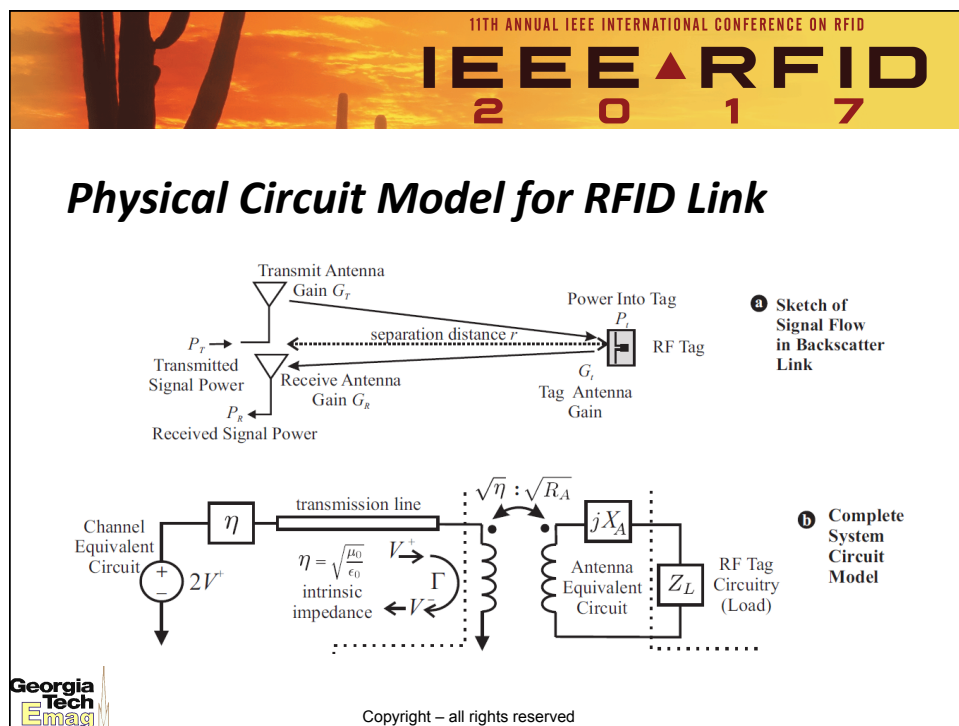 11TH ANNUAL IEEE INTERNATIONAL CONFERENCE ON RFID
IEEE▲RFID
2 0 1 7
Physical Circuit Model for RFID Link
Transmit Antenna
Gain G_T
P_T
Transmitted
Signal Power
separation distance r
Receive Antenna
Gain G_R
P_R
Received Signal Power
Power Into Tag
P_t
RF Tag
G_t
Tag Antenna
Gain
a Sketch of
Signal Flow
in Backscatter
Link
Channel
Equivalent
Circuit
+
−
2V⁺
η
transmission line
η = √(μ₀/ϵ₀)
intrinsic
impedance
V⁺
Γ
V⁻
√η : √R_A
jX_A
Antenna
Equivalent
Circuit
Z_L
RF Tag
Circuitry
(Load)
b Complete
System
Circuit
Model
Georgia
Tech
Emag
Copyright – all rights reserved